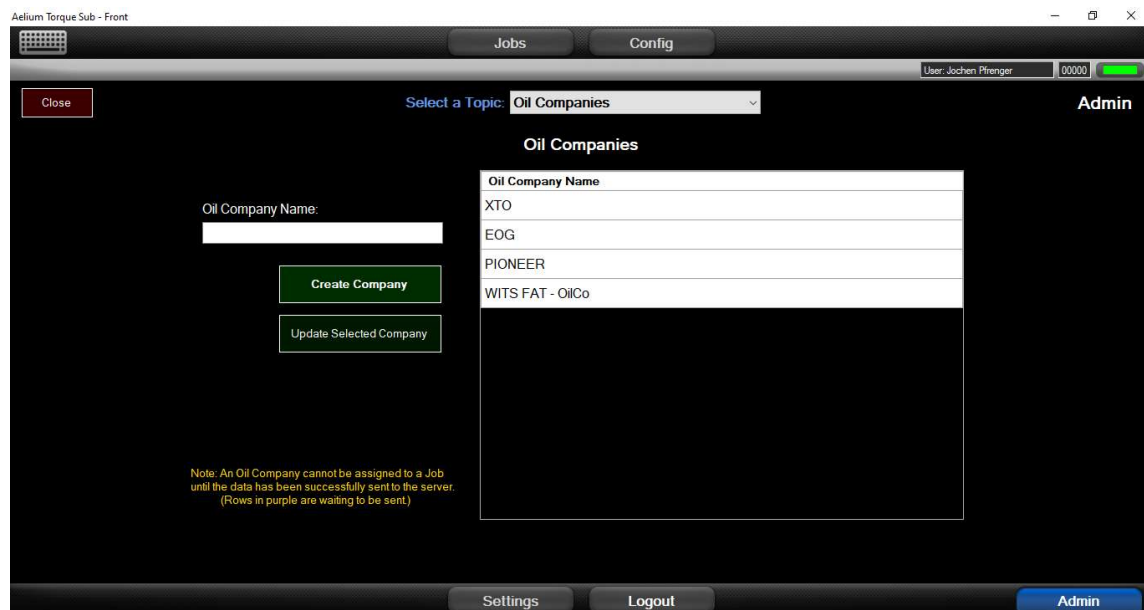 Aelium Torque Sub - Front
Jobs
Config
User: Jochen Pfrenger
00000
Close
Select a Topic: Oil Companies
Admin
Oil Companies
Oil Company Name
Oil Company Name:
XTO
EOG
PIONEER
WITS FAT - OilCo
Create Company
Update Selected Company
Note: An Oil Company cannot be assigned to a Job
until the data has been successfully sent to the server.
(Rows in purple are waiting to be sent.)
Settings
Logout
Admin